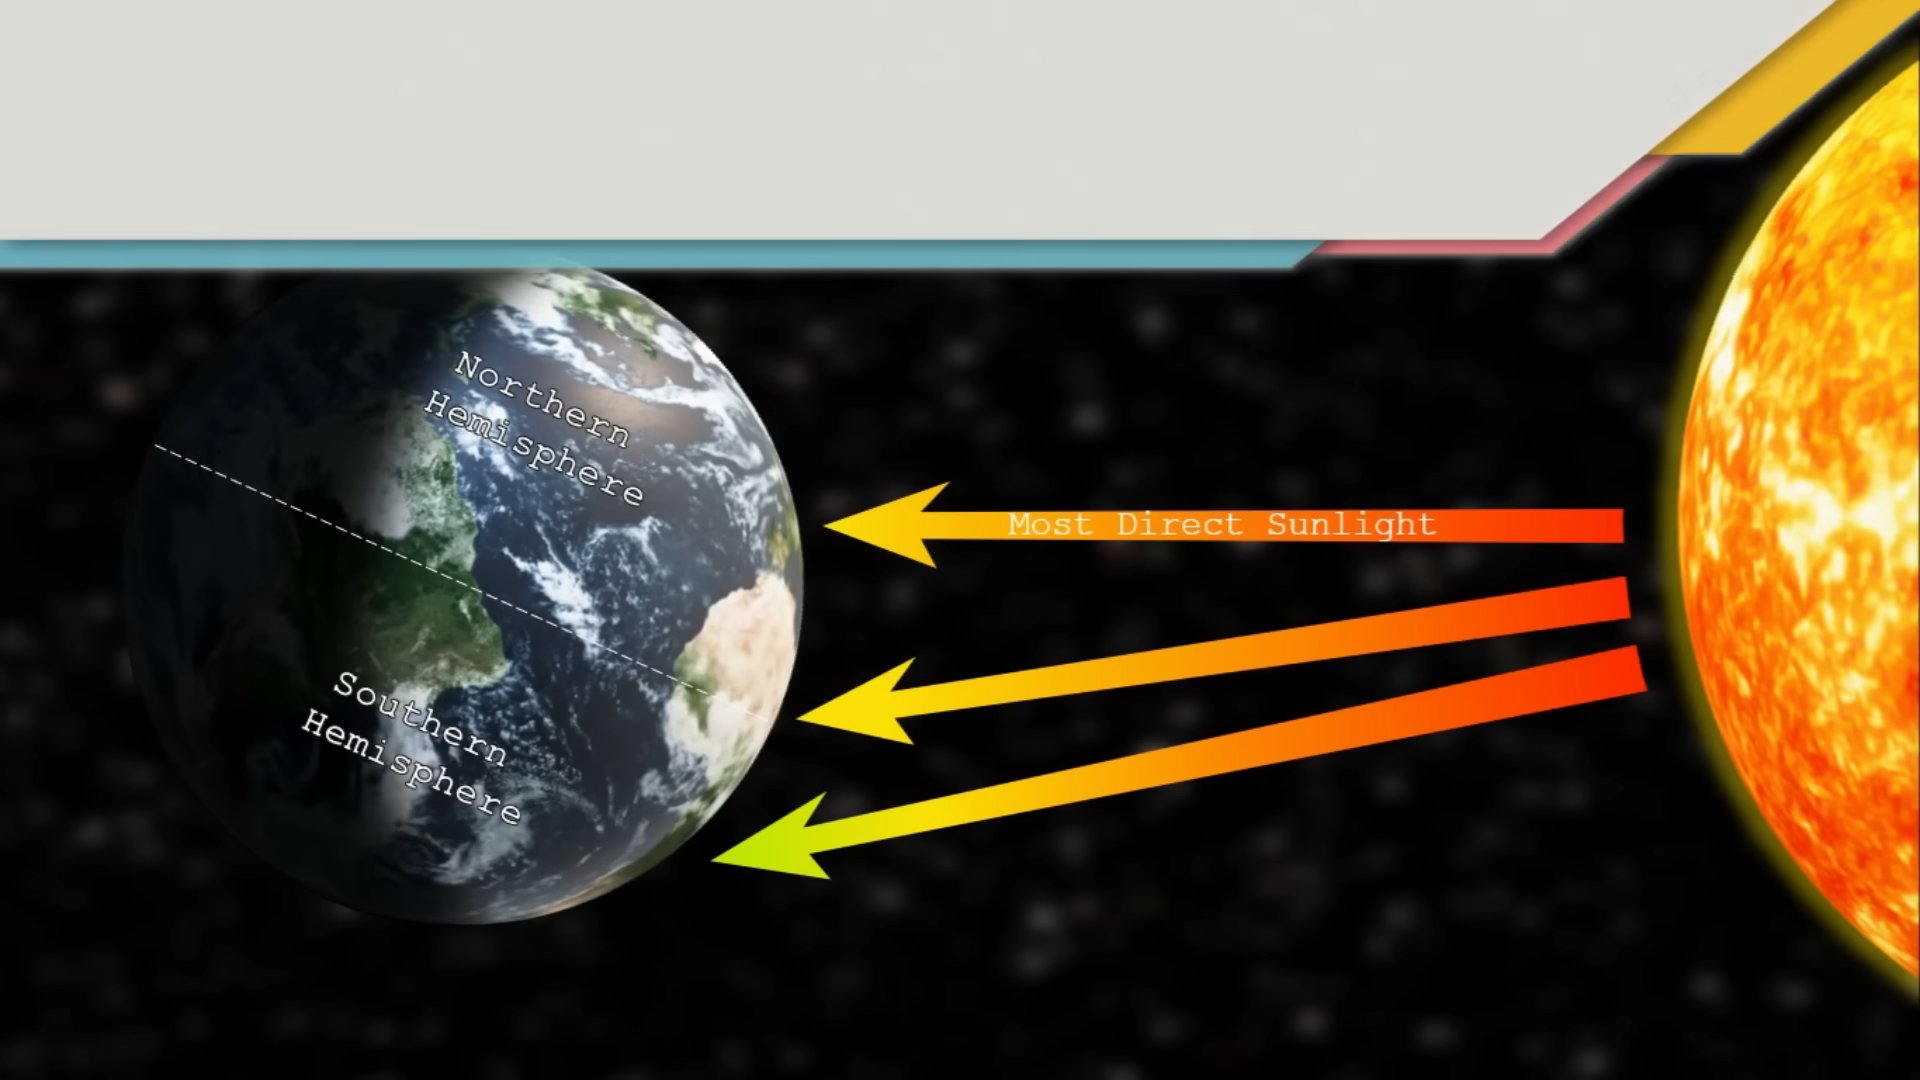 Northern
Hemisphere
Most Direct Sunlight
Southern
Hemisphere